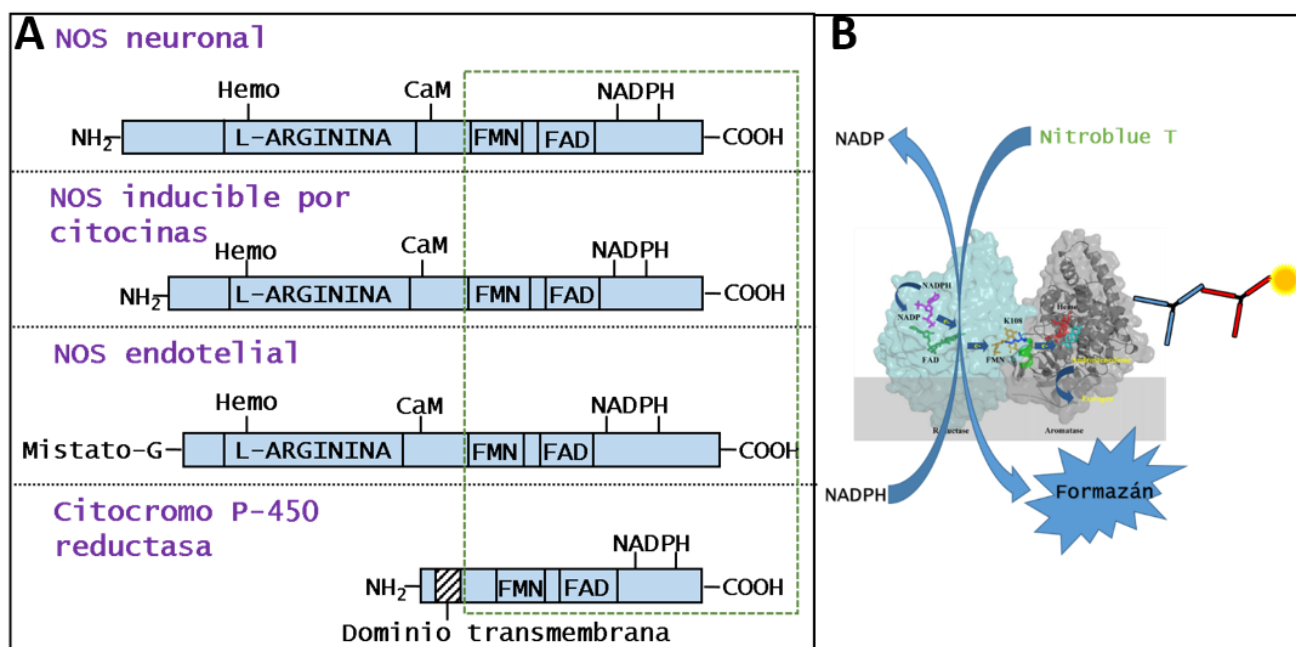 A
NOS neuronal
Hemo
CaM
NADPH
NH2
L-ARGININA
FMN
FAD
COOH
NOS inducible por
citocinas
Hemo
CaM
NADPH
NH2
L-ARGININA
FMN
FAD
COOH
NOS endotelial
Hemo
CaM
NADPH
Mistato-G
L-ARGININA
FMN
FAD
COOH
Citocromo P-450
reductasa
NADPH
NH2
FMN
FAD
COOH
Dominio transmembrana
B
NADP
Nitroblue T
NADPH
NADP
FAD
K108
FMN
Heme
Aromatase
NADPH
Formazán